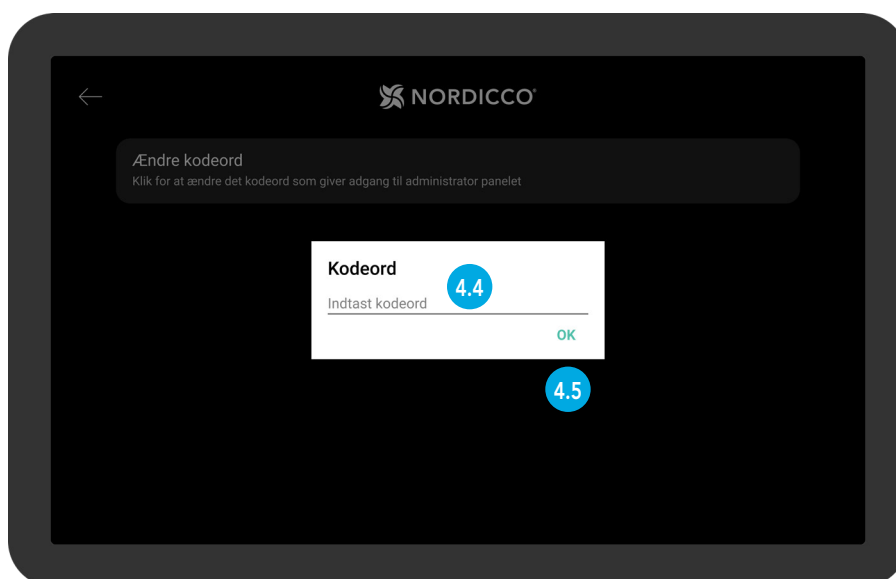 NORDICCO®
Ændre kodeord
Klik for at ændre det kodeord som giver adgang til administrator panelet
Kodeord
4.4
Indtast kodeord
OK
4.5